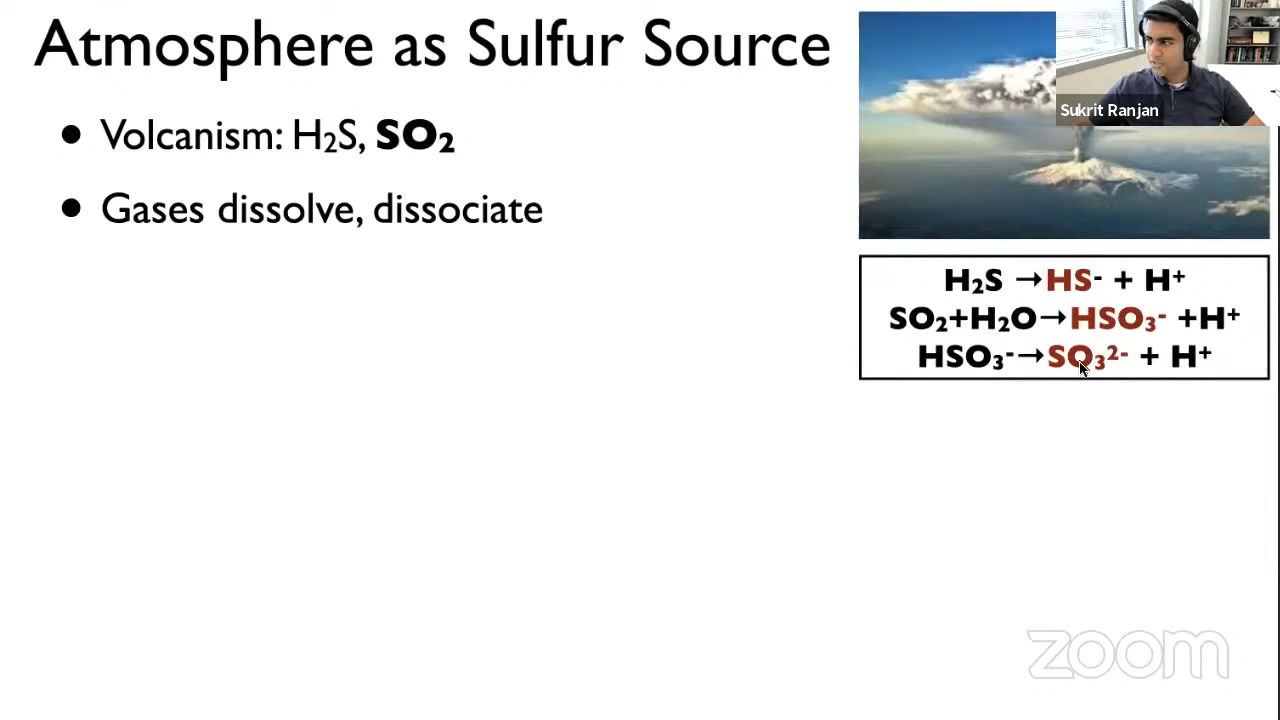 Atmosphere as Sulfur Source
• Volcanism: H₂S, SO₂
• Gases dissolve, dissociate
Sukrit Ranjan
H₂S →HS⁻ + H⁺
SO₂+H₂O→HSO₃⁻ +H⁺
HSO₃⁻→SO₃²⁻ + H⁺
zoom